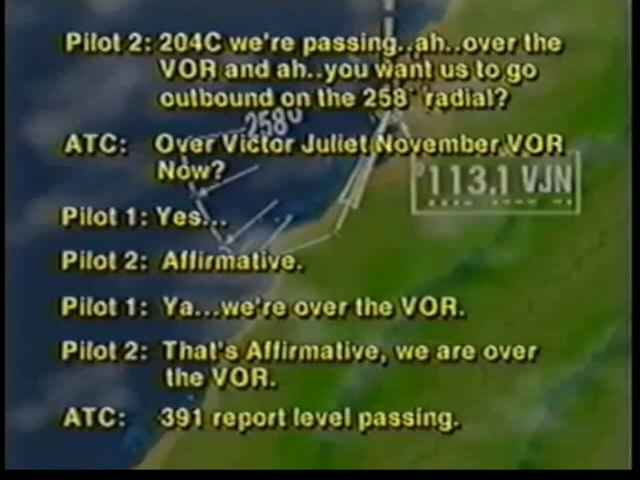 Pilot 2: 204C we're passing..ah..over the
VOR and ah..you want us to go
outbound on the 258° radial?
258°
ATC: Over Victor Juliet November VOR
Now?
113.1 VJN
Pilot 1: Yes...
Pilot 2: Affirmative.
Pilot 1: Ya...we're over the VOR.
Pilot 2: That's Affirmative, we are over
the VOR.
ATC: 391 report level passing.